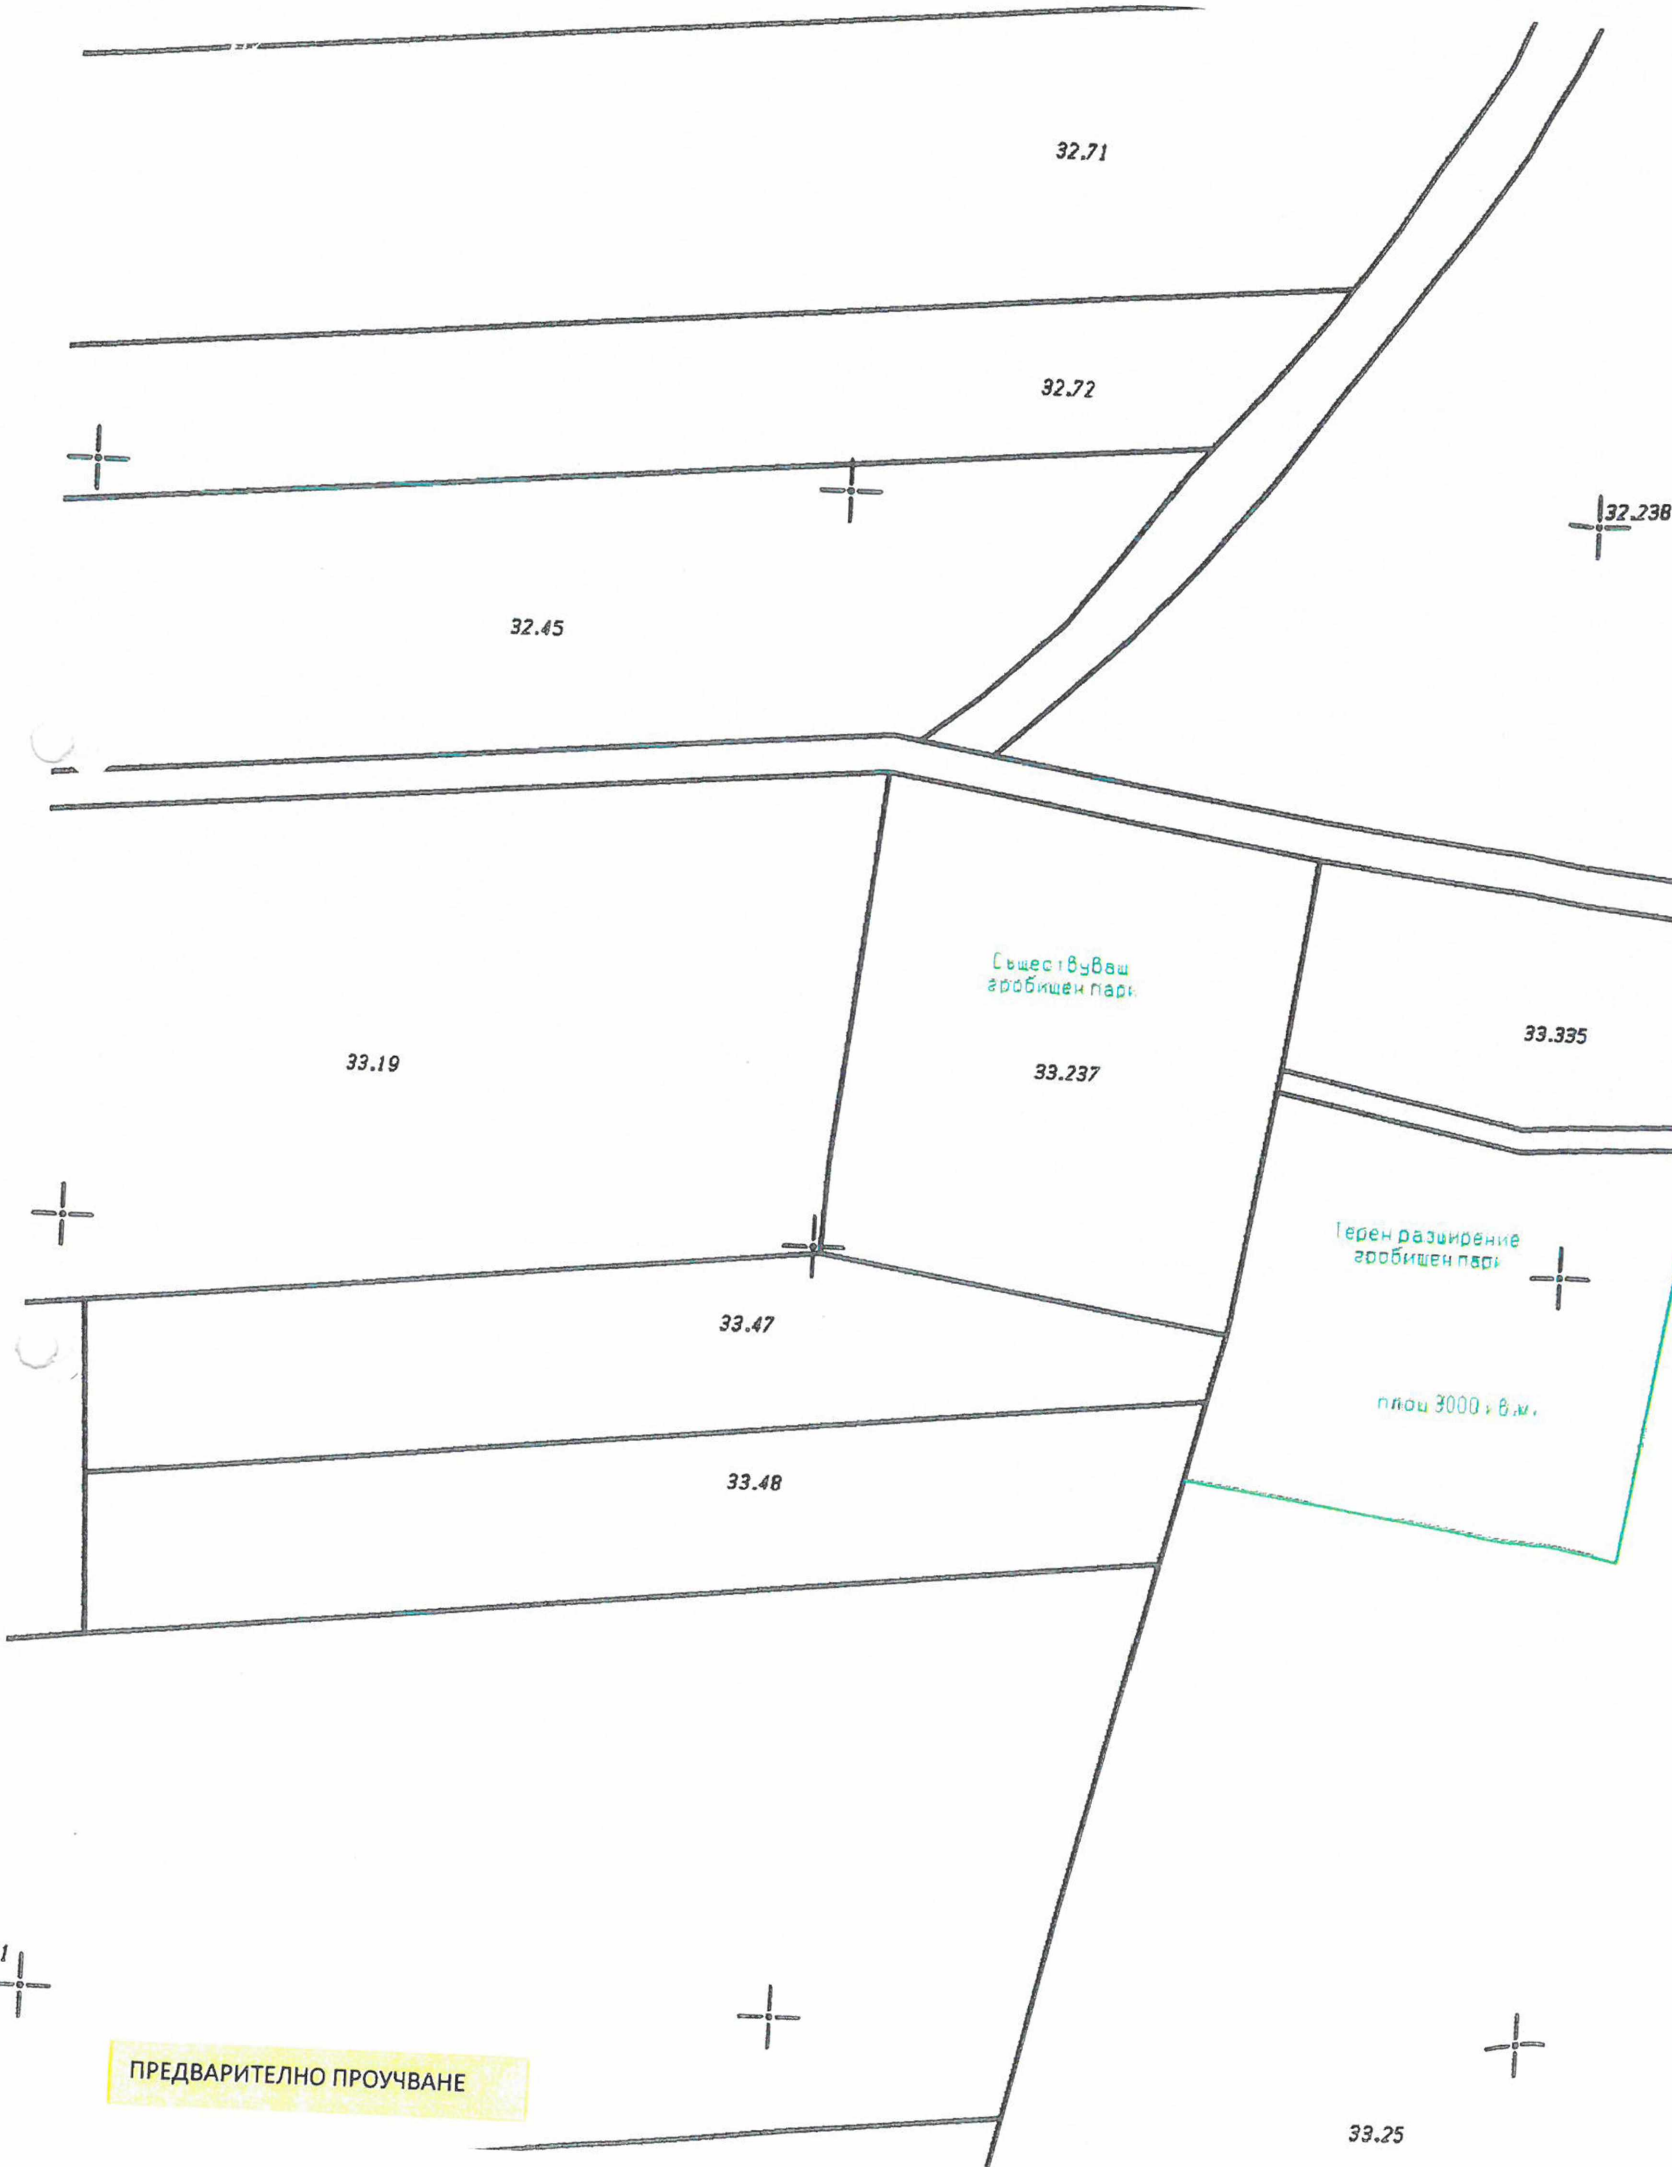 32.71
32.72
32.238
32.45
Съществуващ
гробищен парк
33.19
33.237
33.335
Терен разширение
гробищен парк
33.47
площ 3000 кв.м.
33.48
1
ПРЕДВАРИТЕЛНО ПРОУЧВАНЕ
33.25